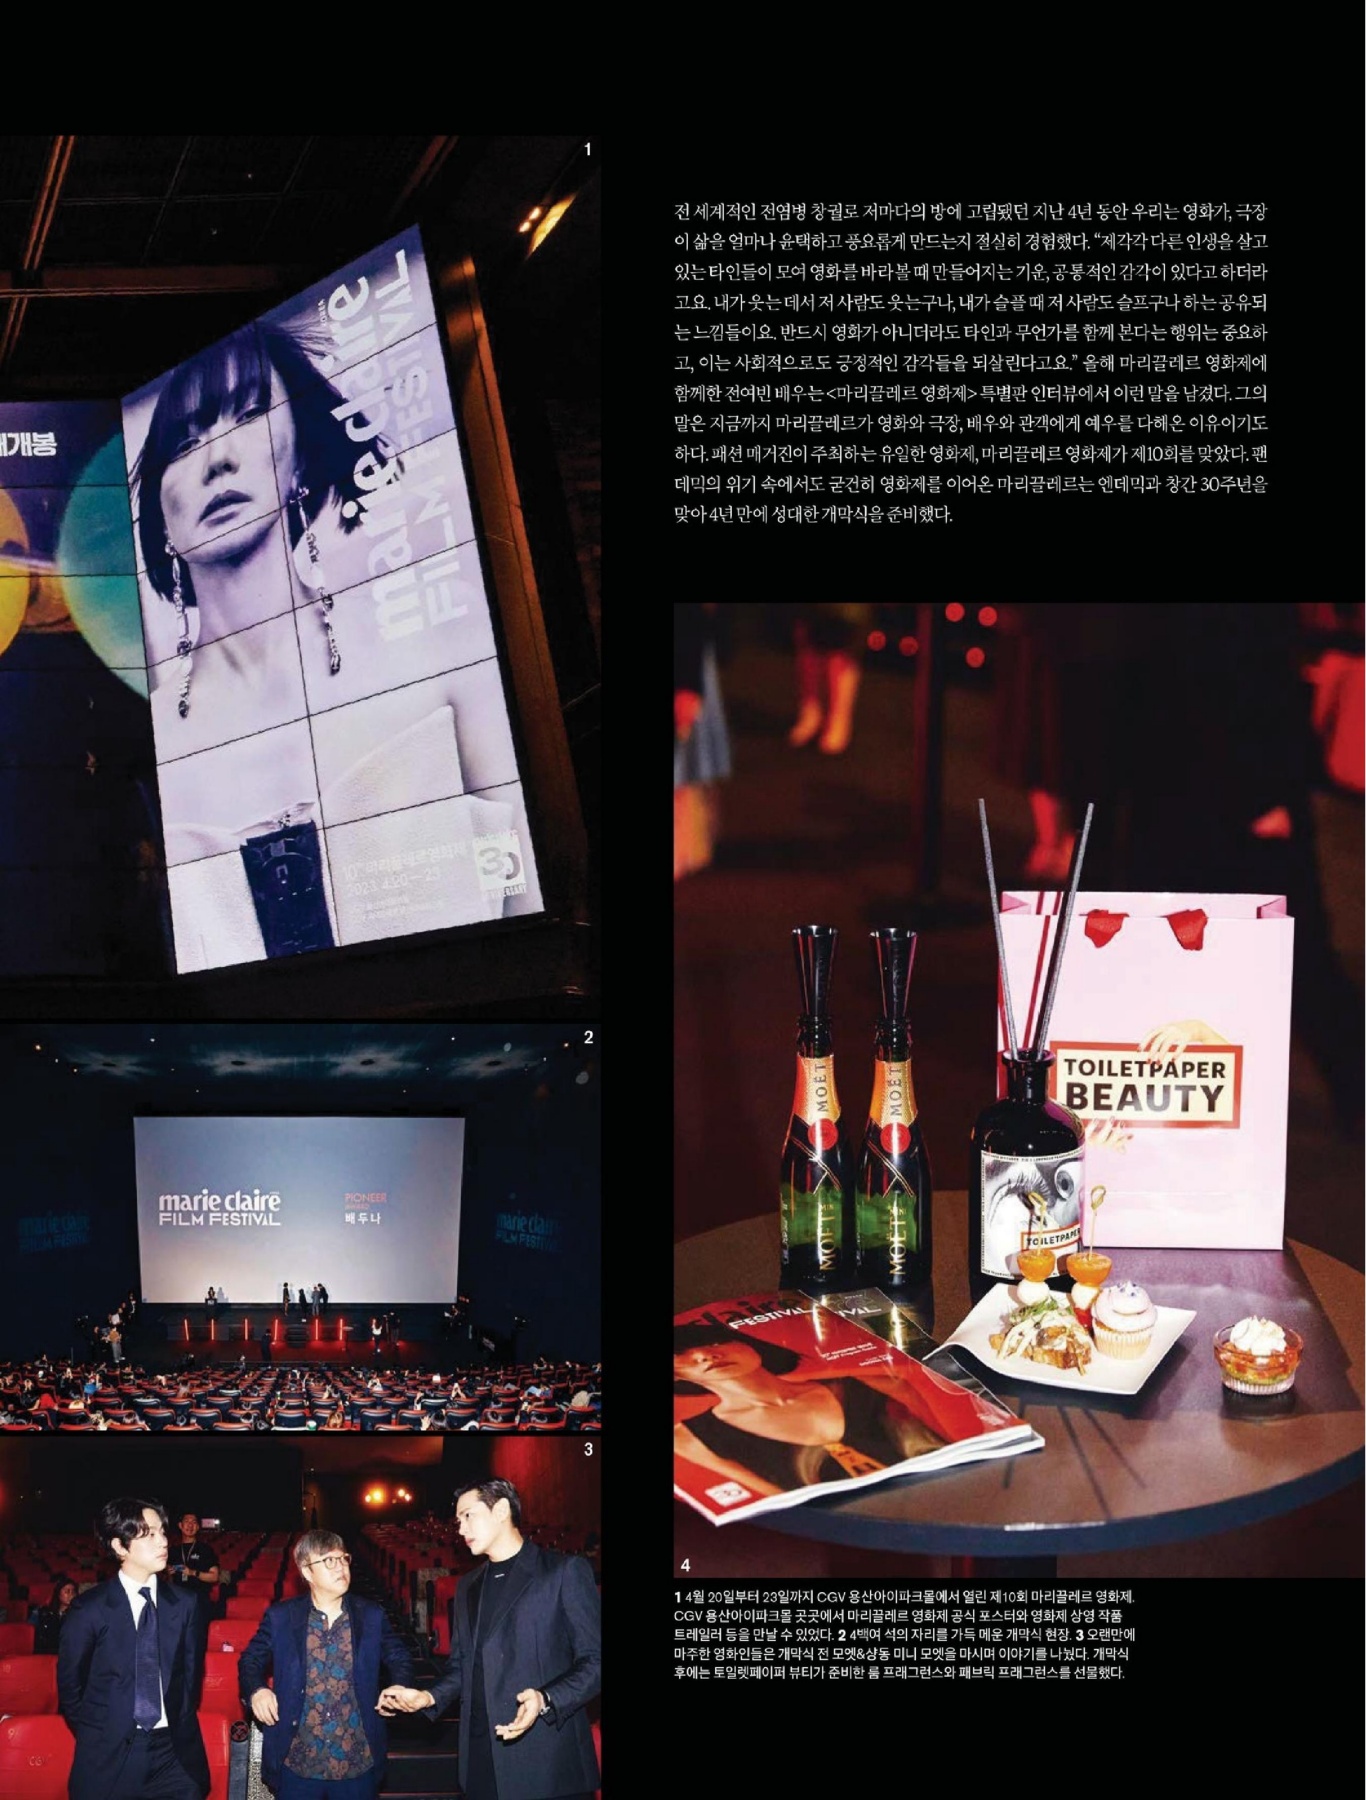 1
재개봉
marie claire
FILM FESTIVAL
10th 마리끌레르영화제
2023. 4.20—23
30
2
marie claire
FILM FESTIVAL
PIONEER
배두나
3
전 세계적인 전염병 창궐로 저마다의 방에 고립됐던 지난 4년 동안 우리는 영화가, 극장
이 삶을 얼마나 윤택하고 풍요롭게 만드는지 절실히 경험했다. “제각각 다른 인생을 살고
있는 타인들이 모여 영화를 바라볼 때 만들어지는 기운, 공통적인 감각이 있다고 하더라
고요. 내가 웃는 데서 저 사람도 웃는구나, 내가 슬플 때 저 사람도 슬프구나 하는 공유되
는 느낌들이요. 반드시 영화가 아니더라도 타인과 무언가를 함께 본다는 행위는 중요하
고, 이는 사회적으로도 긍정적인 감각들을 되살린다고요.” 올해 마리끌레르 영화제에
함께한 전여빈 배우는 <마리끌레르 영화제> 특별판 인터뷰에서 이런 말을 남겼다. 그의
말은 지금까지 마리끌레르가 영화와 극장, 배우와 관객에게 예우를 다해온 이유이기도
하다. 패션 매거진이 주최하는 유일한 영화제, 마리끌레르 영화제가 제10회를 맞았다. 팬
데믹의 위기 속에서도 굳건히 영화제를 이어온 마리끌레르는 엔데믹과 창간 30주년을
맞아 4년 만에 성대한 개막식을 준비했다.
TOILETPAPER
BEAUTY
MOËT
MOËT
MOËT
MOËT
TOILETPAPER
FESTIVAL
4
1 4월 20일부터 23일까지 CGV 용산아이파크몰에서 열린 제10회 마리끌레르 영화제.
CGV 용산아이파크몰 곳곳에서 마리끌레르 영화제 공식 포스터와 영화제 상영 작품
트레일러 등을 만날 수 있었다. 2 4백여 석의 자리를 가득 메운 개막식 현장. 3 오랜만에
마주한 영화인들은 개막식 전 모엣&샹동 미니 모엣을 마시며 이야기를 나눴다. 개막식
후에는 토일렛페이퍼 뷰티가 준비한 룸 프래그런스와 패브릭 프래그런스를 선물했다.